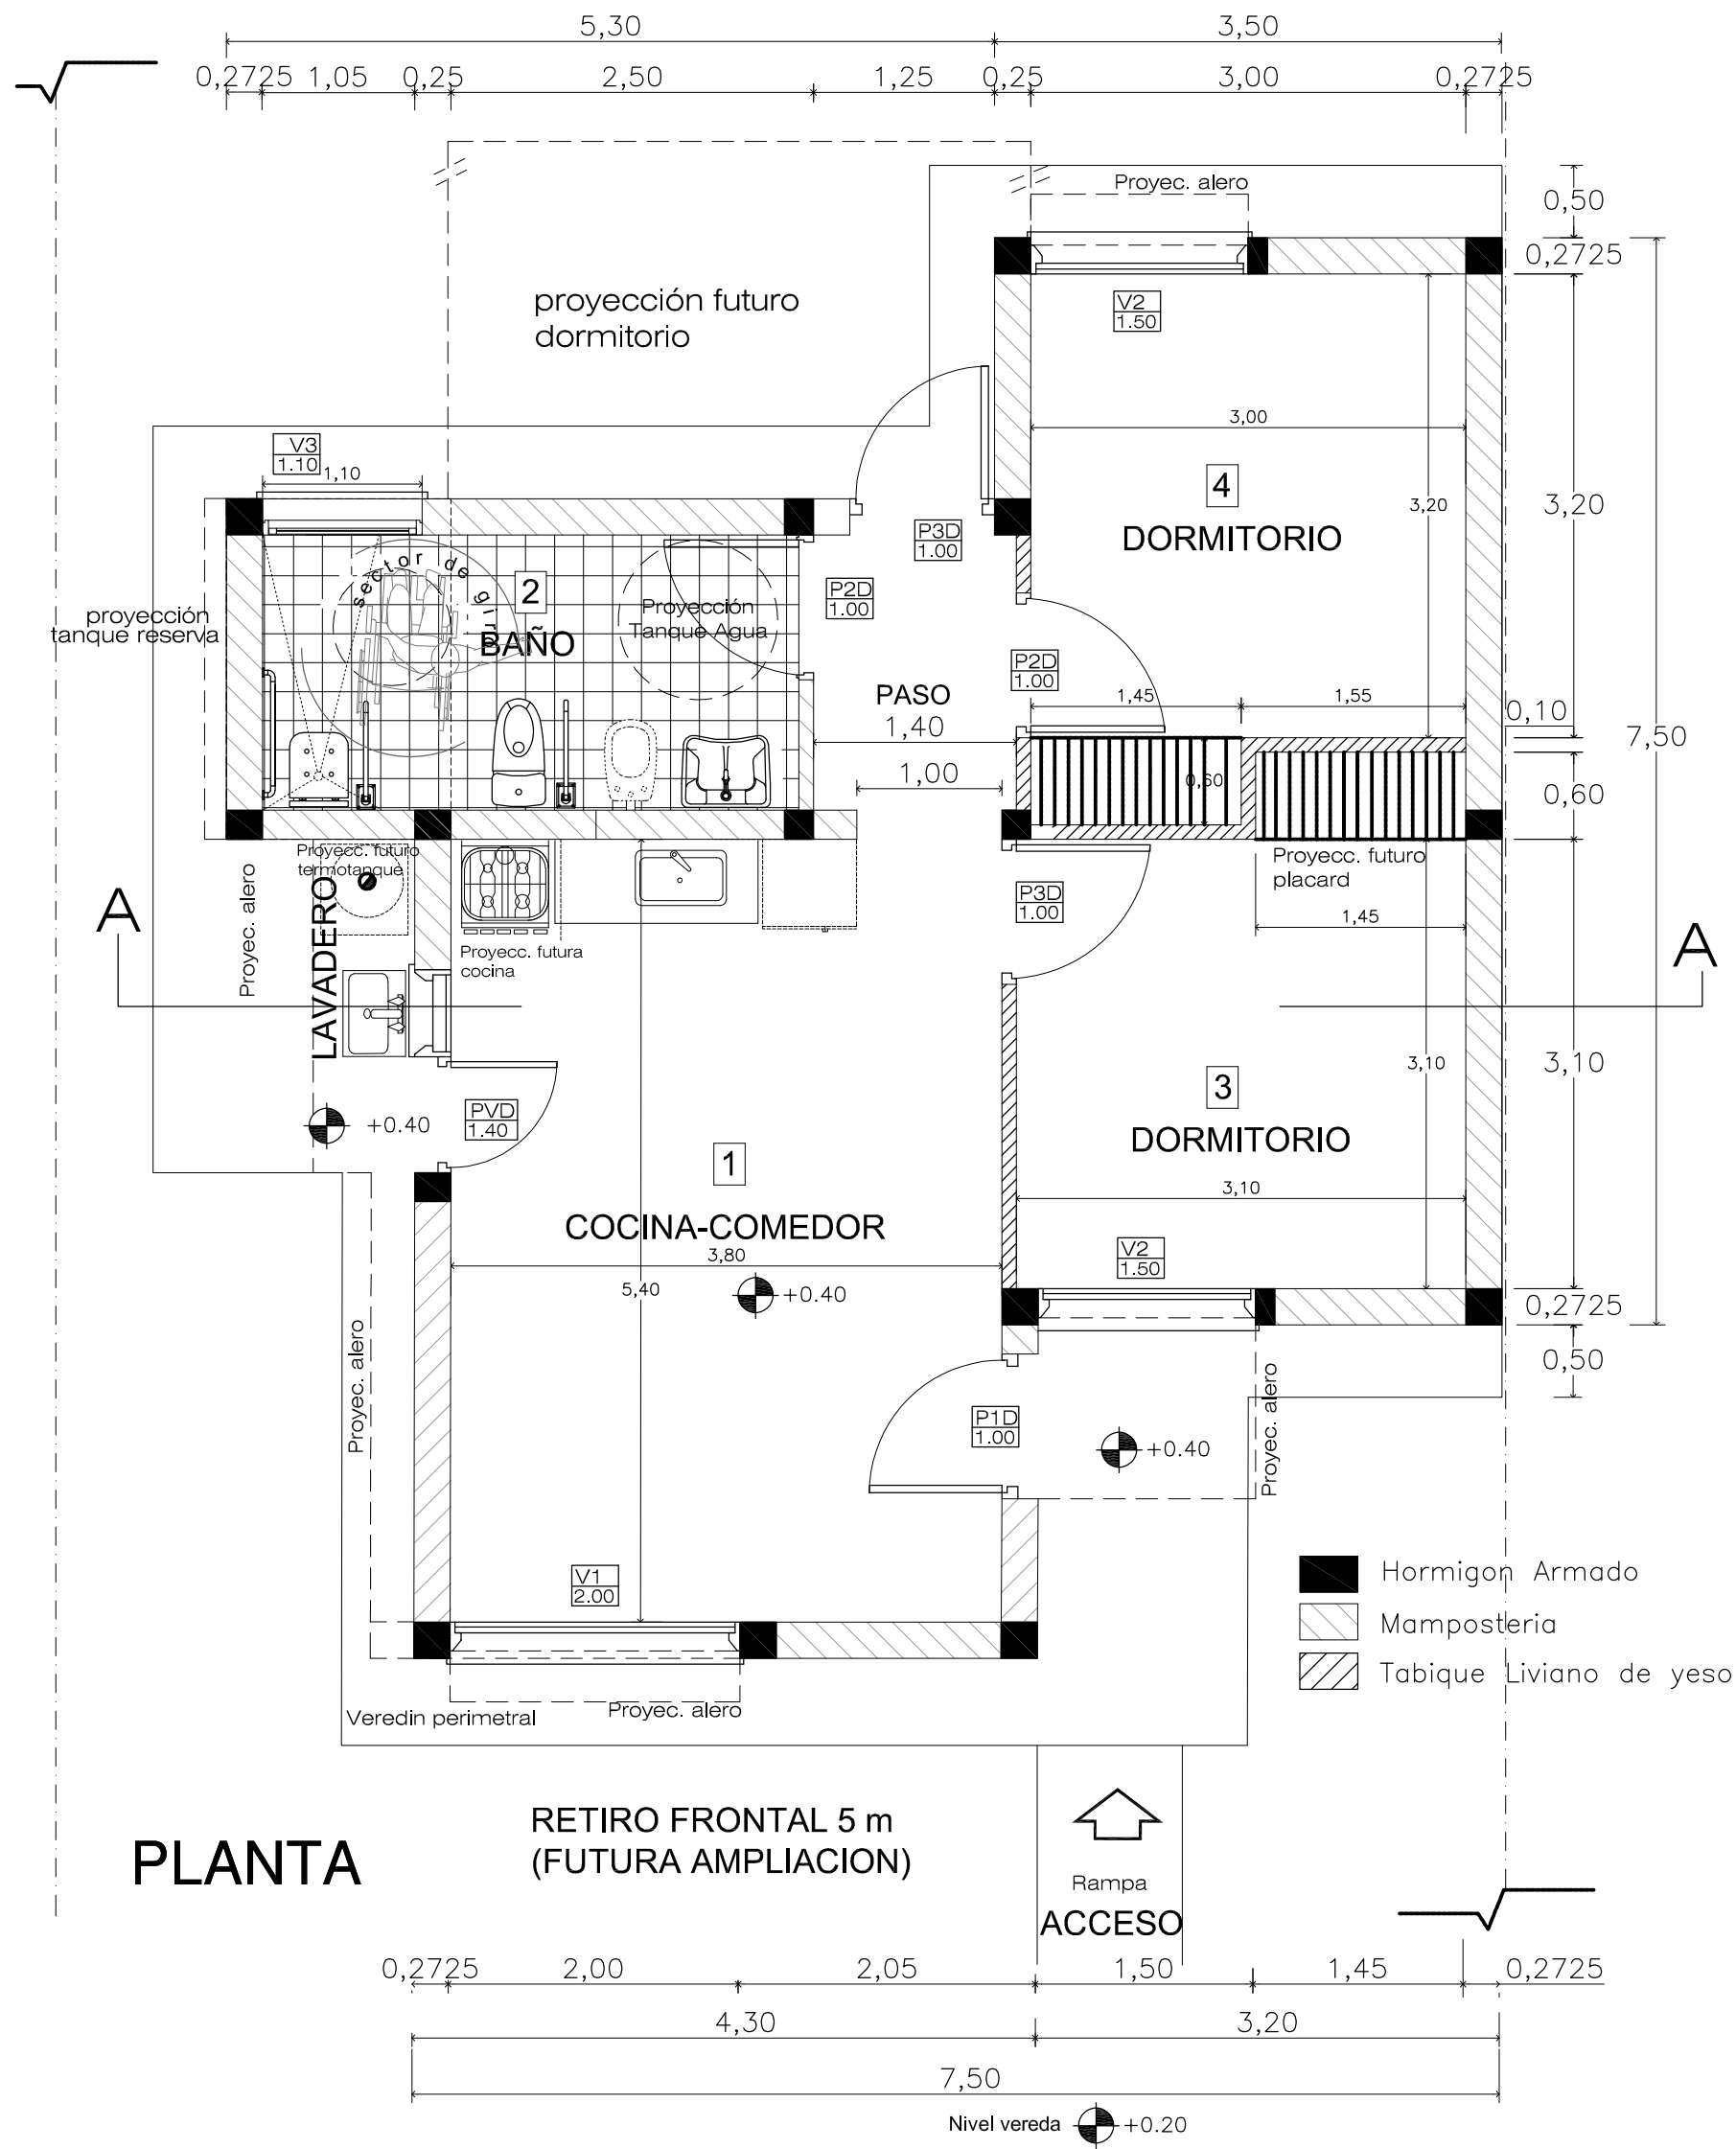 5,30
3,50
0,2725
1,05
0,25
2,50
1,25
0,25
3,00
0,2725
Proyec. alero
0,50
0,2725
proyección futuro
dormitorio
V2
1.50
7,50
3,00
V3
1.10
1,10
4
DORMITORIO
3,20
3,20
P3D
1.00
sector de giro
2
BAÑO
Proyección
Tanque Agua
P2D
1.00
proyección
tanque reserva
P2D
1.00
PASO
1,40
1,45
1,55
0,10
1,00
0,60
0,60
Proyecc. futuro
termotanque
Proyec. alero
LAVADERO
Proyecc. futuro
placard
P3D
1.00
1,45
A
A
Proyecc. futura
cocina
3,10
3,10
PVD
1.40
+0.40
3
DORMITORIO
1
COCINA-COMEDOR
3,10
3,80
5,40
+0.40
V2
1.50
0,2725
0,50
Proyec. alero
P1D
1.00
+0.40
Proyec. alero
V1
2.00
Hormigon Armado
Mamposteria
Tabique Liviano de yeso
Veredin perimetral
Proyec. alero
RETIRO FRONTAL 5 m
(FUTURA AMPLIACION)
PLANTA
Rampa
ACCESO
0,2725
2,00
2,05
1,50
1,45
0,2725
4,30
3,20
7,50
Nivel vereda
+0.20